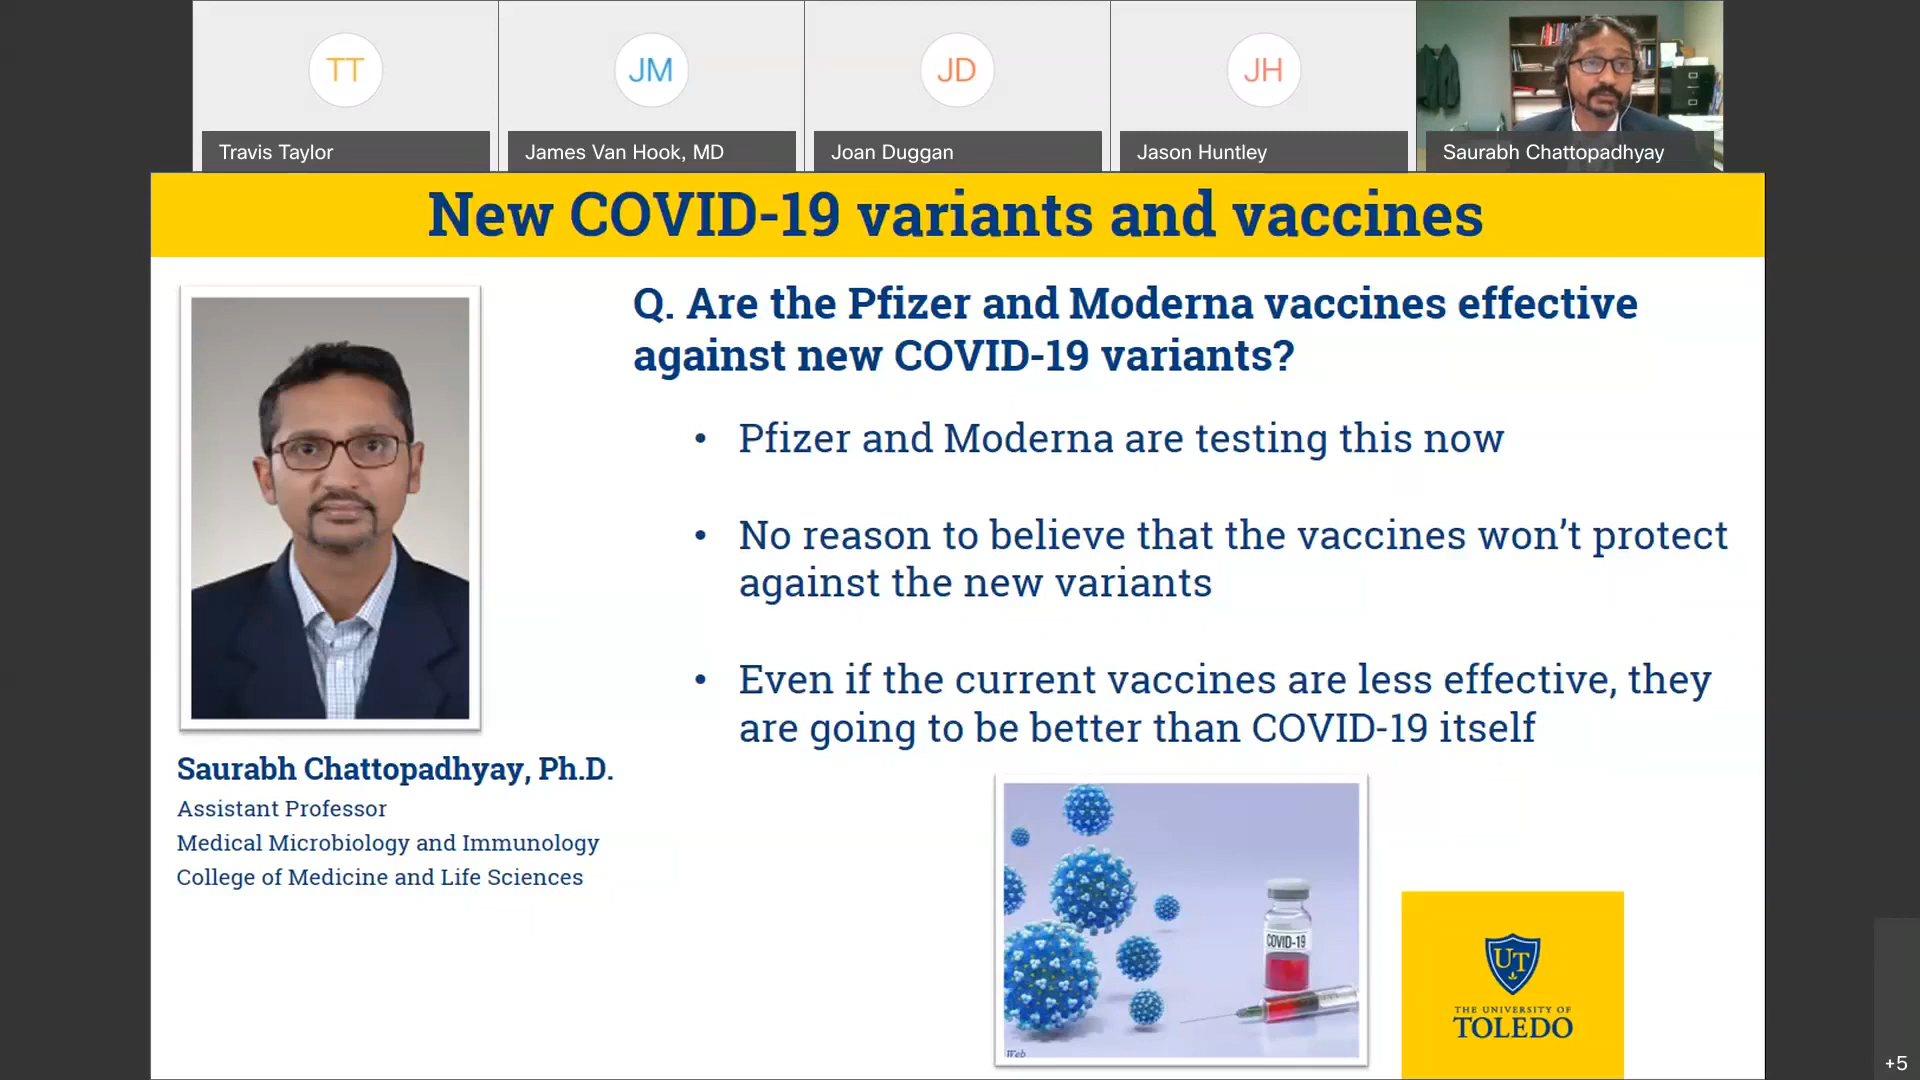 TT
JM
JD
JH
Travis Taylor
James Van Hook, MD
Joan Duggan
Jason Huntley
Saurabh Chattopadhyay
New COVID-19 variants and vaccines
Q. Are the Pfizer and Moderna vaccines effective
against new COVID-19 variants?
• Pfizer and Moderna are testing this now
• No reason to believe that the vaccines won't protect
against the new variants
• Even if the current vaccines are less effective, they
are going to be better than COVID-19 itself
Saurabh Chattopadhyay, Ph.D.
Assistant Professor
Medical Microbiology and Immunology
College of Medicine and Life Sciences
COVID-19
Web
UT
THE UNIVERSITY OF
TOLEDO
+5